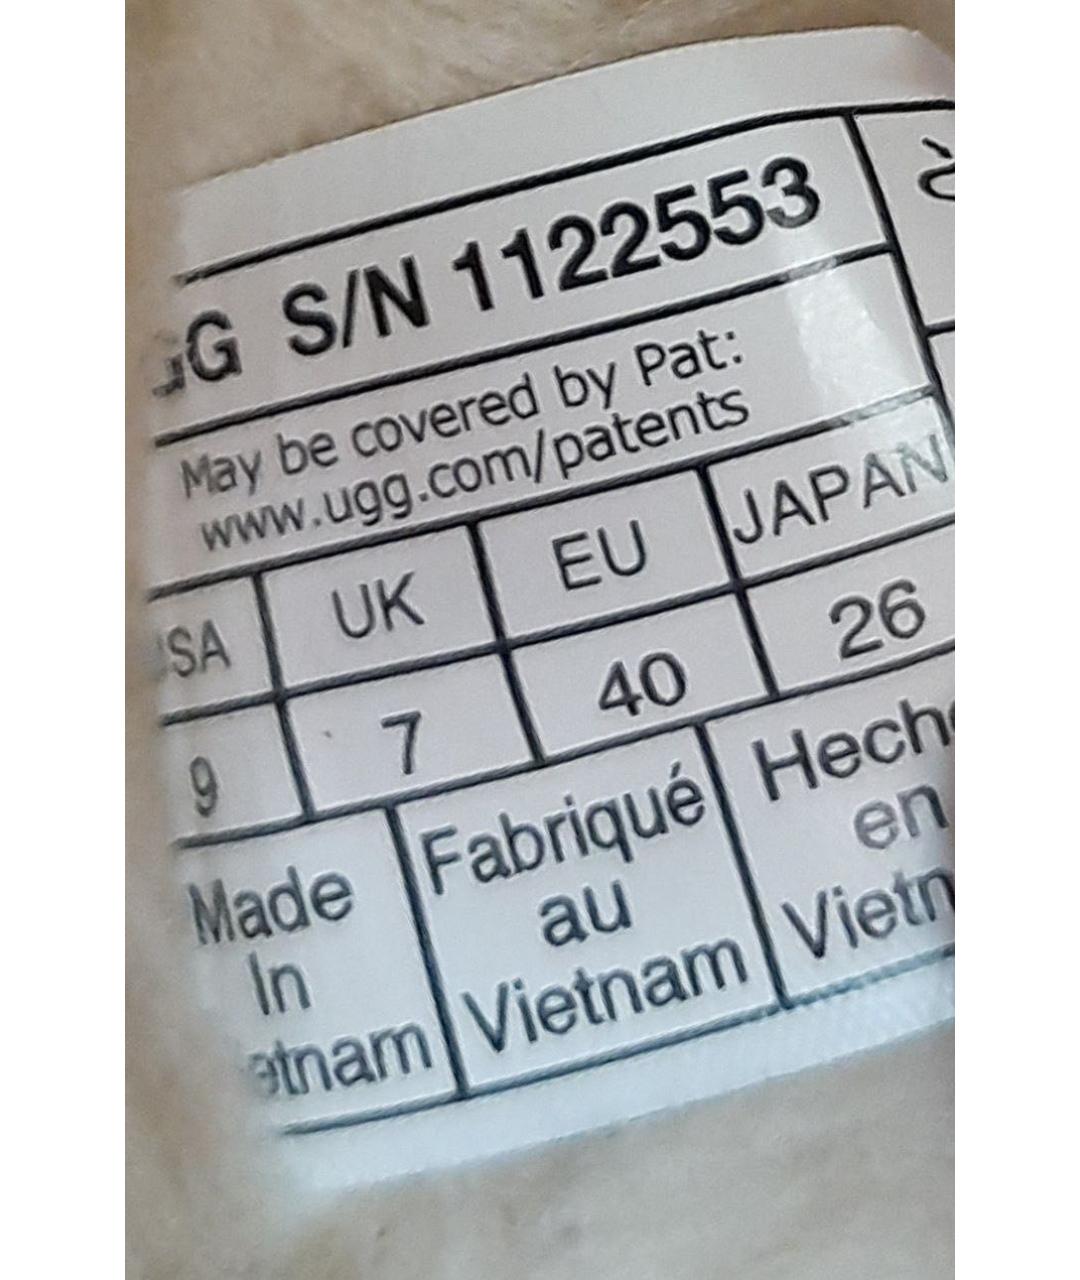 GG S/N 1122553
May be covered by Pat:
www.ugg.com/patents
SA UK EU JAPAN
9 7 40 26
Made
In
etnam
Fabriqué
au
Vietnam
Hecho
en
Vietn